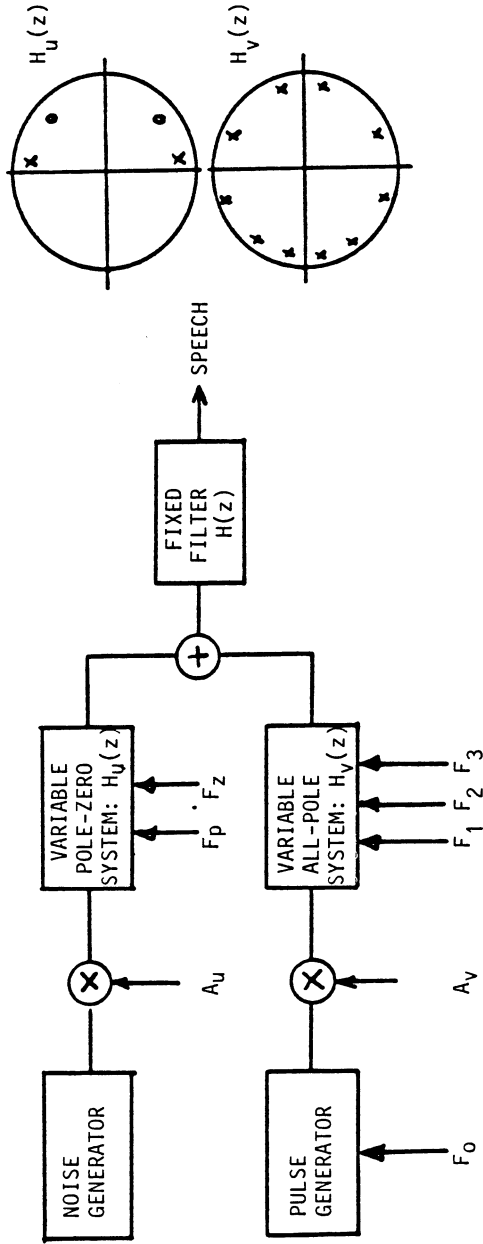 NOISE
GENERATOR
A_u
VARIABLE
POLE-ZERO
SYSTEM: H_u(z)
F_p . F_z
PULSE
GENERATOR
F_o
A_v
VARIABLE
ALL-POLE
SYSTEM: H_v(z)
F_1 F_2 F_3
+
FIXED
FILTER
H(z)
SPEECH
H_u(z)
H_v(z)